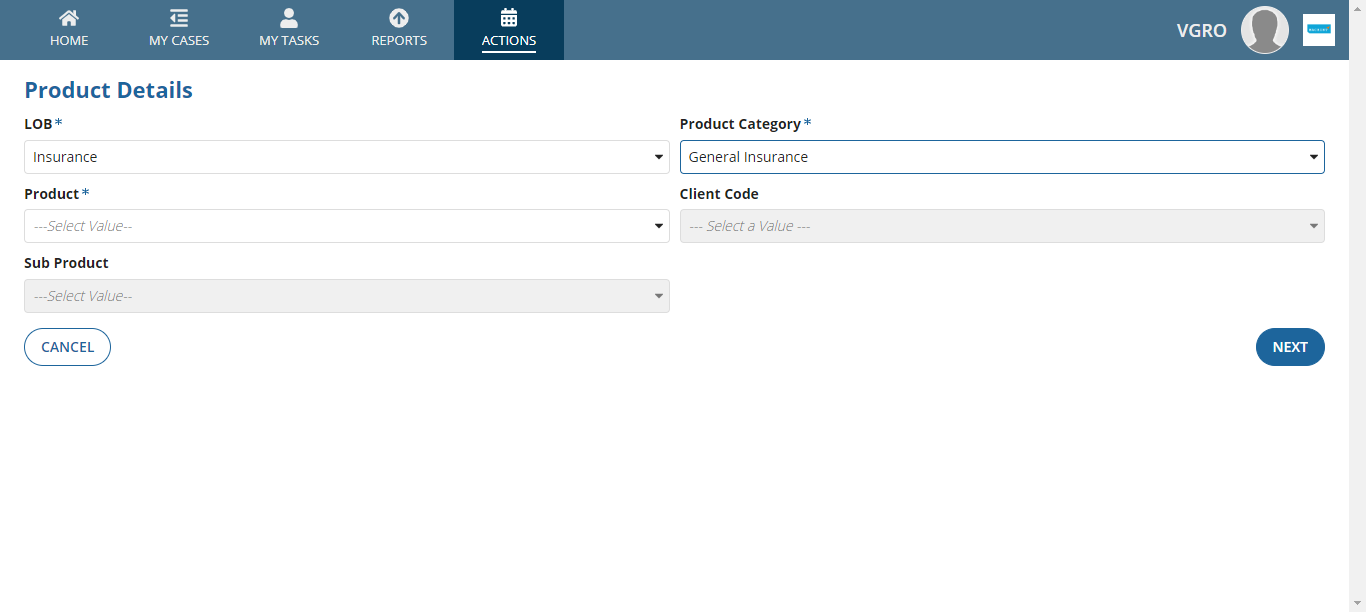 HOME
MY CASES
MY TASKS
REPORTS
ACTIONS
VGRO
Product Details
LOB*
Product Category*
Insurance
General Insurance
Product*
Client Code
---Select Value--
--- Select a Value ---
Sub Product
---Select Value--
CANCEL
NEXT